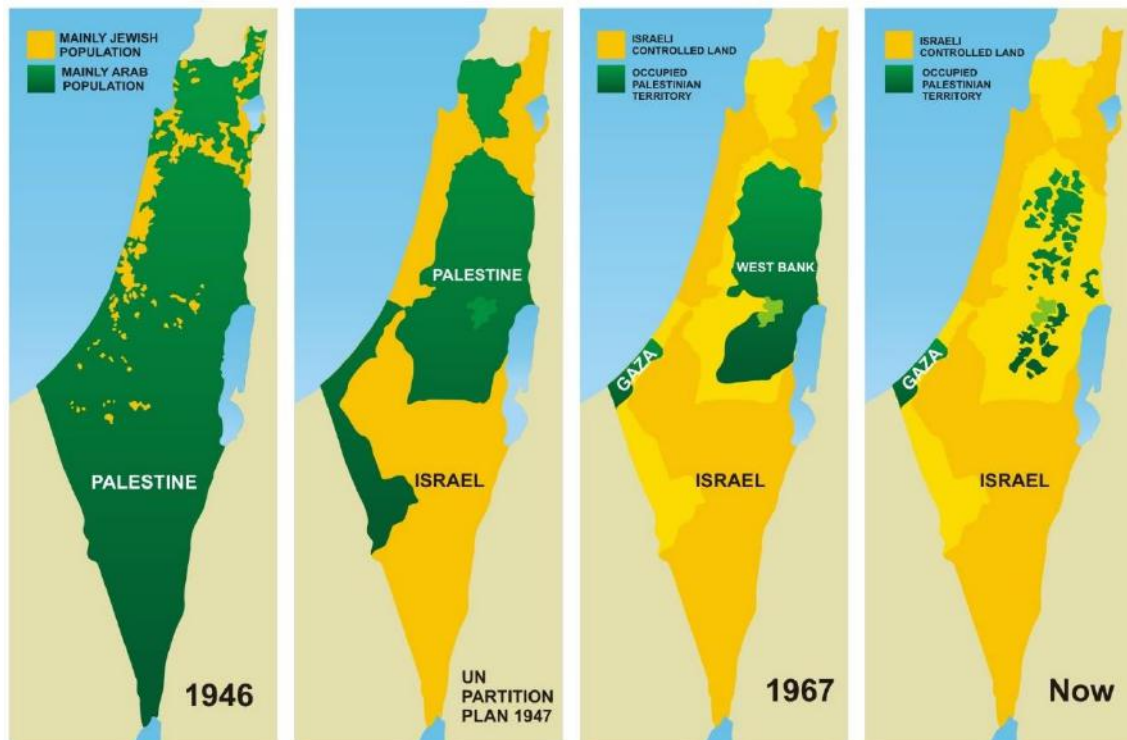 MAINLY JEWISH
POPULATION
MAINLY ARAB
POPULATION
PALESTINE
1946
PALESTINE
ISRAEL
UN
PARTITION
PLAN 1947
ISRAELI
CONTROLLED LAND
OCCUPIED
PALESTINIAN
TERRITORY
WEST BANK
GAZA
ISRAEL
1967
ISRAELI
CONTROLLED LAND
OCCUPIED
PALESTINIAN
TERRITORY
GAZA
ISRAEL
Now